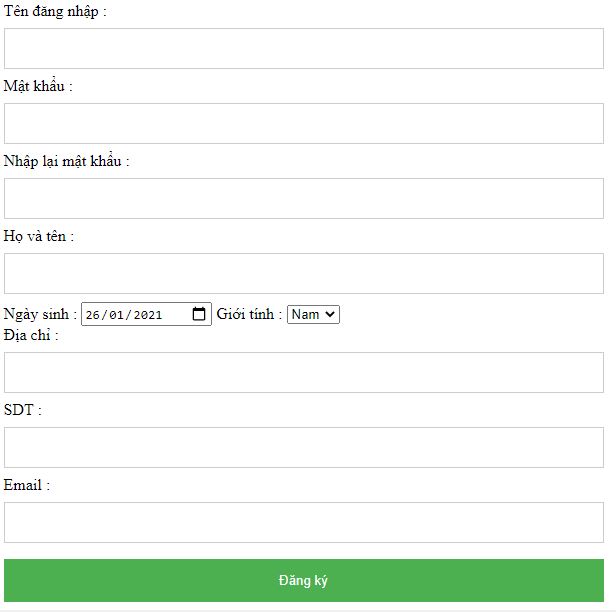 Tên đăng nhập :
Mật khẩu :
Nhập lại mật khẩu :
Họ và tên :
Ngày sinh : 26/01/2021 Giới tính : Nam
Địa chỉ :
SDT :
Email :
Đăng ký